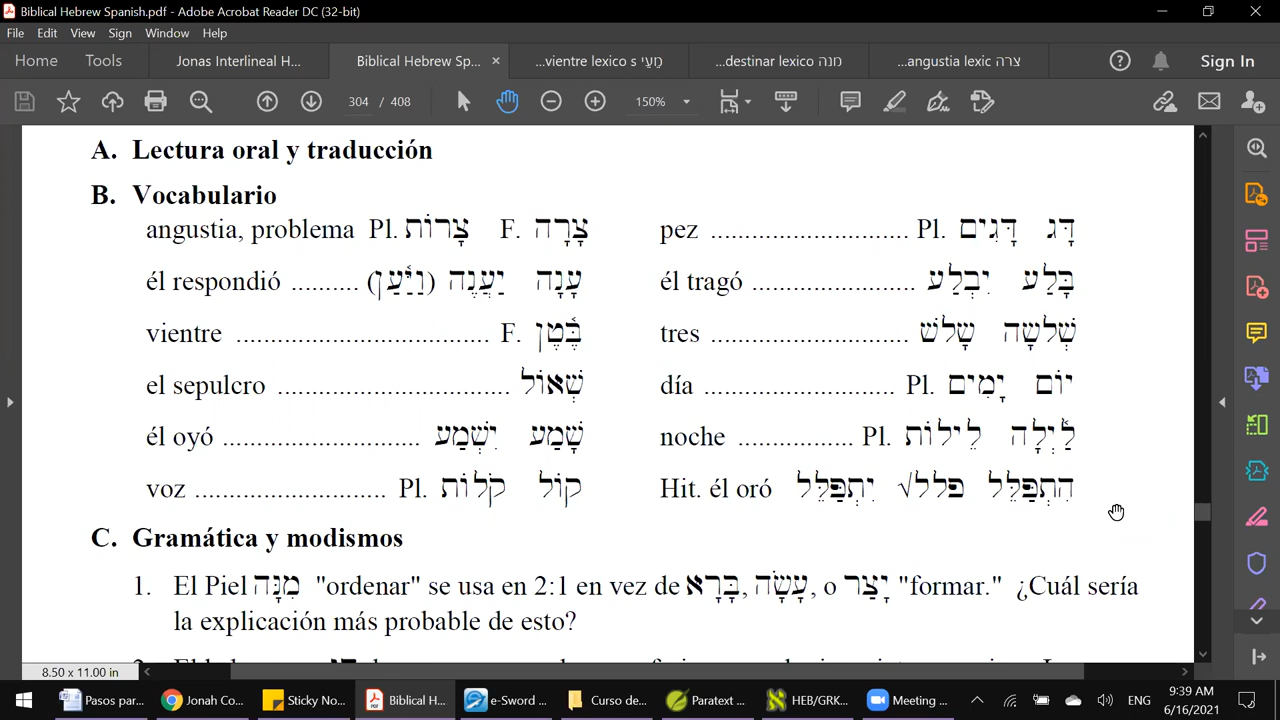 Biblical Hebrew Spanish.pdf - Adobe Acrobat Reader DC (32-bit)
File Edit View Sign Window Help
Home Tools Jonas Interlineal H... Biblical Hebrew Sp... × ...vientre lexico s מְעֵי ...destinar lexico מנה ...angustia lexic צרה Sign In
304 / 408 150%
A. Lectura oral y traducción
B. Vocabulario
angustia, problema Pl. צָרוֹת F. צָרָה
él respondió .......... (וַיַּ֫עַן) יַעֲנֶה עָנָה
vientre .................................. F. בֶּ֫טֶן
el sepulcro ............................... שְׁאוֹל
él oyó .......................... יִשְׁמַע שָׁמַע
voz ......................... Pl. קֹלוֹת קוֹל
pez .......................... Pl. דָּגִים דָּג
él tragó ..................... יִבְלַע בָּלַע
tres .......................... שָׁלֹשׁ שְׁלֹשָׁה
día ......................... Pl. יָמִים יוֹם
noche ............... Pl. לֵילוֹת לַ֫יְלָה
Hit. él oró יִתְפַּלֵּל √פלל הִתְפַּלֵּל
C. Gramática y modismos
1. El Piel מִנָּה "ordenar" se usa en 2:1 en vez de בָּרָא, עָשָׂה, o יָצַר "formar." ¿Cuál sería
la explicación más probable de esto?
8.50 x 11.00 in
Pasos par... Jonah Co... Sticky No... Biblical H... e-Sword ... Curso de... Paratext ... HEB/GRK... Meeting ... ENG 9:39 AM
6/16/2021